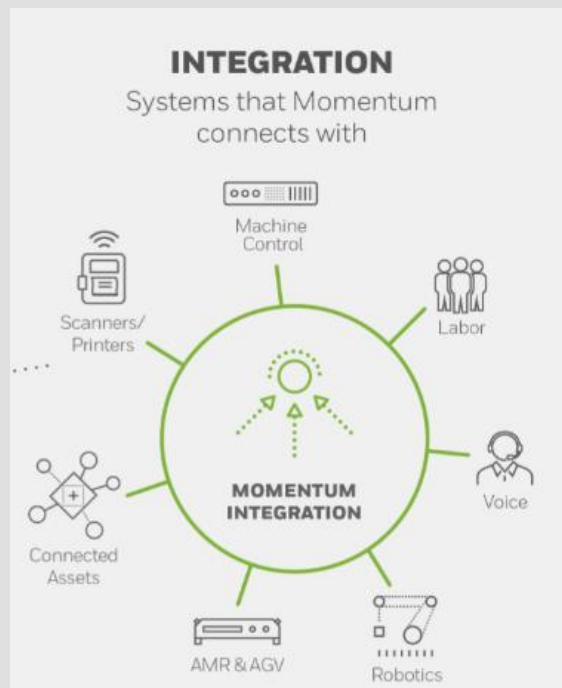 INTEGRATION
Systems that Momentum
connects with
Machine
Control
Scanners/
Printers
Labor
MOMENTUM
INTEGRATION
Voice
Connected
Assets
AMR & AGV
Robotics